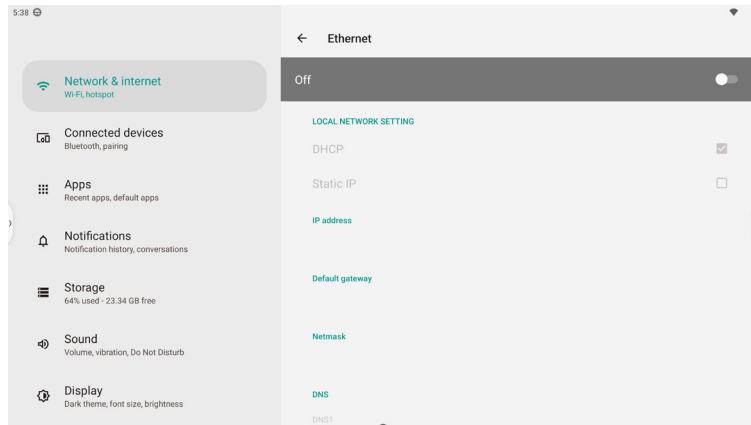 5:38
Ethernet
Network & internet
Wi-Fi, hotspot
Off
LOCAL NETWORK SETTING
Connected devices
Bluetooth, pairing
DHCP
Apps
Recent apps, default apps
Static IP
IP address
Notifications
Notification history, conversations
Default gateway
Storage
64% used - 23.34 GB free
Sound
Volume, vibration, Do Not Disturb
Netmask
Display
Dark theme, font size, brightness
DNS
DNS1